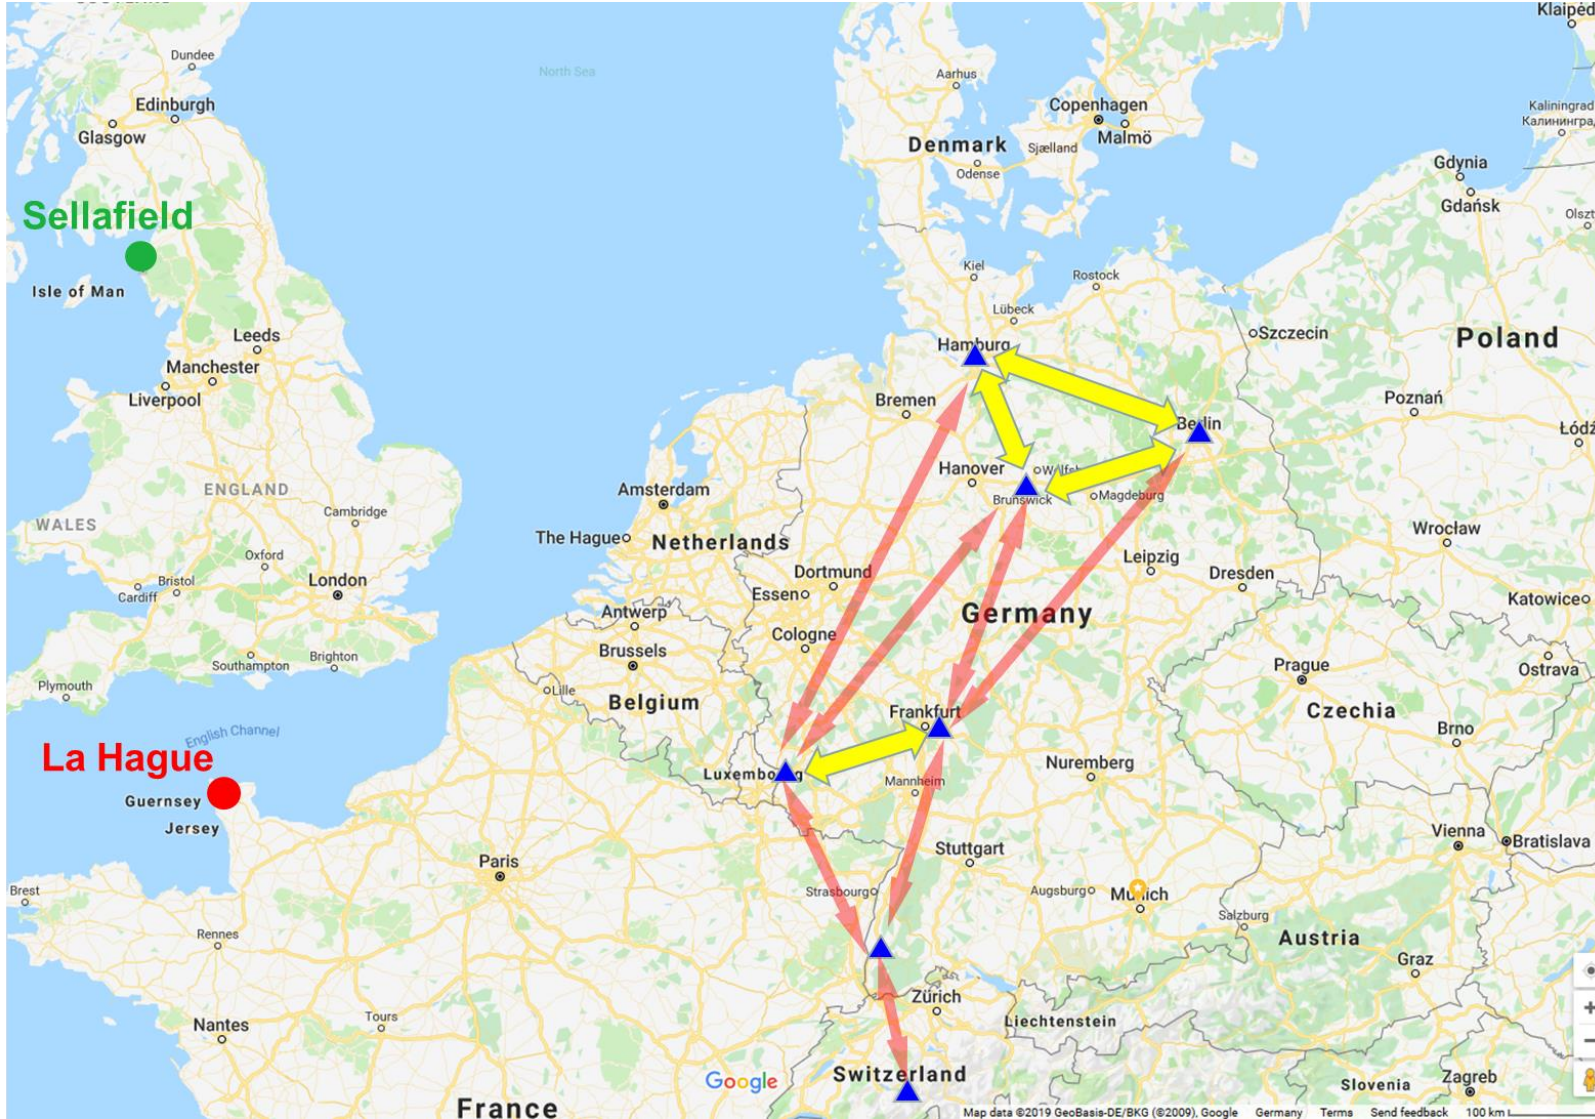 Klaipėd
Dundee
North Sea
Edinburgh
Glasgow
Aarhus
Copenhagen
Malmö
Kaliningrad
Калининград
Denmark
Sjælland
Odense
Gdynia
Gdańsk
Olszt
Sellafield
Isle of Man
Kiel
Rostock
Lübeck
Leeds
Manchester
Liverpool
Hamburg
Szczecin
Poland
Bremen
Poznań
Berlin
Łódź
Hanover
Brunswick
Magdeburg
ENGLAND
Amsterdam
WALES
Cambridge
The Hague
Netherlands
Wrocław
Oxford
Leipzig
Bristol
Cardiff
London
Dortmund
Essen
Dresden
Katowice
Antwerp
Germany
Cologne
Brussels
Southampton
Brighton
Prague
Ostrava
Plymouth
Lille
Belgium
Frankfurt
Czechia
Brno
English Channel
La Hague
Luxembourg
Nuremberg
Mannheim
Guernsey
Jersey
Vienna
Bratislava
Stuttgart
Paris
Brest
Strasbourg
Augsburg
Munich
Salzburg
Rennes
Austria
Graz
Zürich
Tours
Nantes
Liechtenstein
Switzerland
Google
Slovenia
Zagreb
France
Map data ©2019 GeoBasis-DE/BKG (©2009), Google Germany Terms Send feedback 100 km